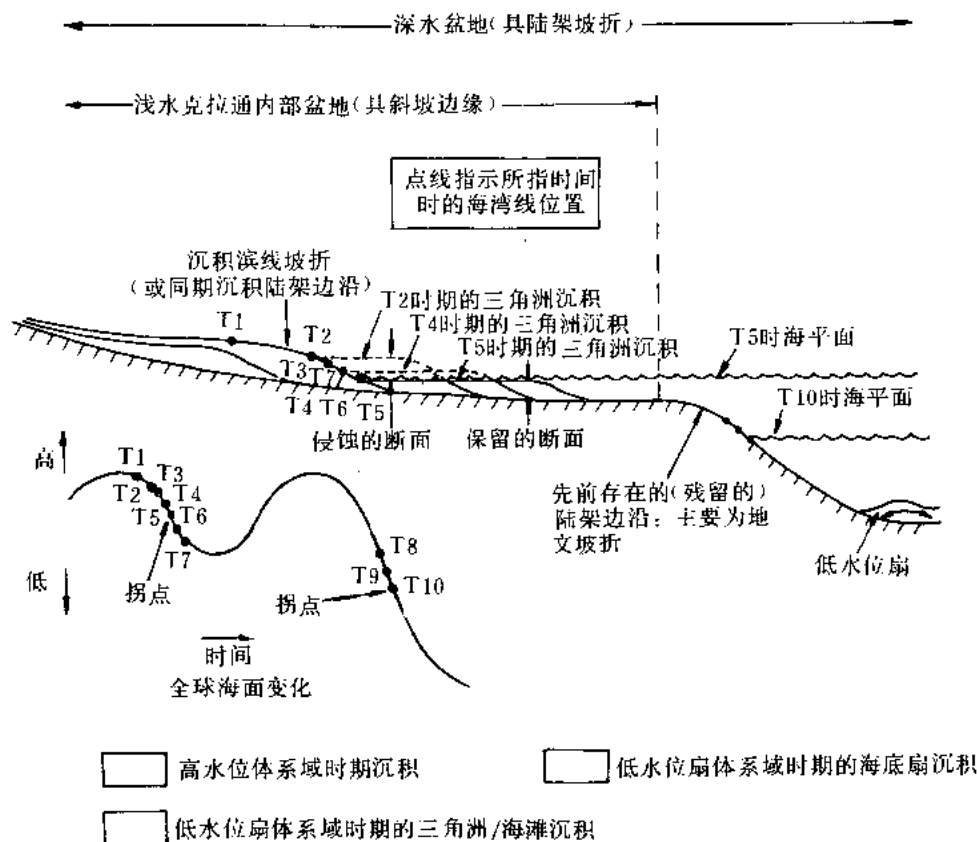 深水盆地(具陆架坡折)
浅水克拉通内部盆地(具斜坡边缘)
点线指示所指时间
时的海湾线位置
沉积滨线坡折
(或同期沉积陆架边沿)
T2时期的三角洲沉积
T4时期的三角洲沉积
T5时期的三角洲沉积
T5时海平面
T10时海平面
T1
T2
T3
T7
T4
T6
T5
侵蚀的断面
保留的断面
先前存在的(残留的)
陆架边沿；主要为地
文坡折
低水位扇
高
低
T1
T3
T2
T4
T5
T6
T7
拐点
T8
T9
T10
拐点
时间
全球海面变化
高水位体系域时期沉积
低水位扇体系域时期的海底扇沉积
低水位扇体系域时期的三角洲/海滩沉积